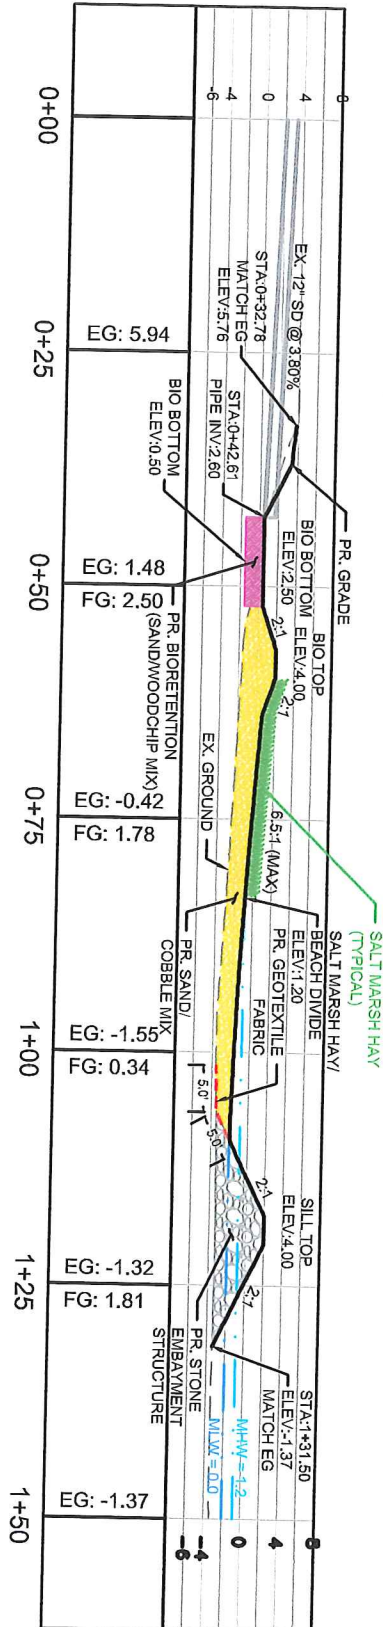 SALT MARSH HAY
(TYPICAL)
8
4
0
-4
-6
EX. 12" SD @ 3.80%
STA:0+32.78
MATCH EG
ELEV:5.76
PR. GRADE
STA:0+42.61
PIPE INV:2.60
BIO BOTTOM
ELEV:0.50
BIO BOTTOM
ELEV:2.50
BIO TOP
ELEV:4.00
2:1
2:1
6.5:1 (MAX)
SALT MARSH HAY/
BEACH DIVIDE
ELEV:1.20
PR. GEOTEXTILE
FABRIC
EX. GROUND
PR. BIORETENTION
(SAND/WOODCHIP MIX)
PR. SAND/
COBBLE MIX
5.0'
5.0'
2:1
SILL TOP
ELEV:4.00
2:1
STA:1+31.50
ELEV:-1.37
MATCH EG
PR. STONE
EMBAYMENT
STRUCTURE
MHW = 1.2
MLW = 0.0
8
4
0
-4
-6
EG: 5.94
EG: 1.48
FG: 2.50
EG: -0.42
FG: 1.78
EG: -1.55
FG: 0.34
EG: -1.32
FG: 1.81
EG: -1.37
0+00
0+25
0+50
0+75
1+00
1+25
1+50